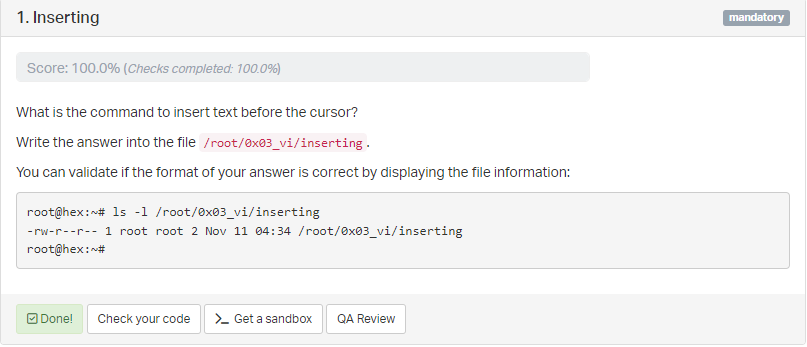 1. Inserting
mandatory
Score: 100.0% (Checks completed: 100.0%)
What is the command to insert text before the cursor?
Write the answer into the file /root/0x03_vi/inserting.
You can validate if the format of your answer is correct by displaying the file information:
root@hex:~# ls -l /root/0x03_vi/inserting
-rw-r--r-- 1 root root 2 Nov 11 04:34 /root/0x03_vi/inserting
root@hex:~#
Done! Check your code >_ Get a sandbox QA Review